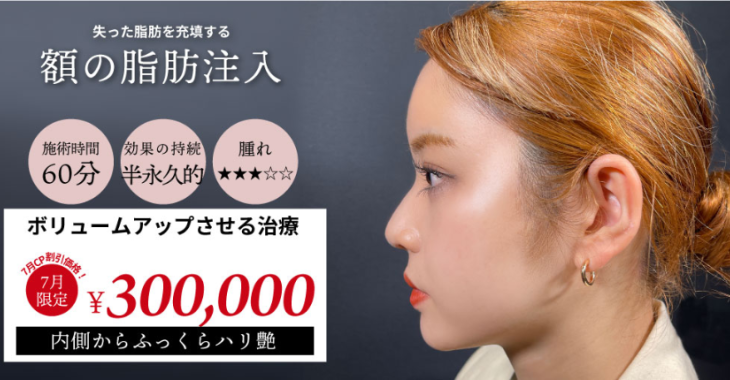 失った脂肪を充填する
額の脂肪注入
施術時間
60分
効果の持続
半永久的
腫れ
★★★☆☆
ボリュームアップさせる治療
7月CP割引価格！
7月
限定
¥300,000
内側からふっくらハリ艶